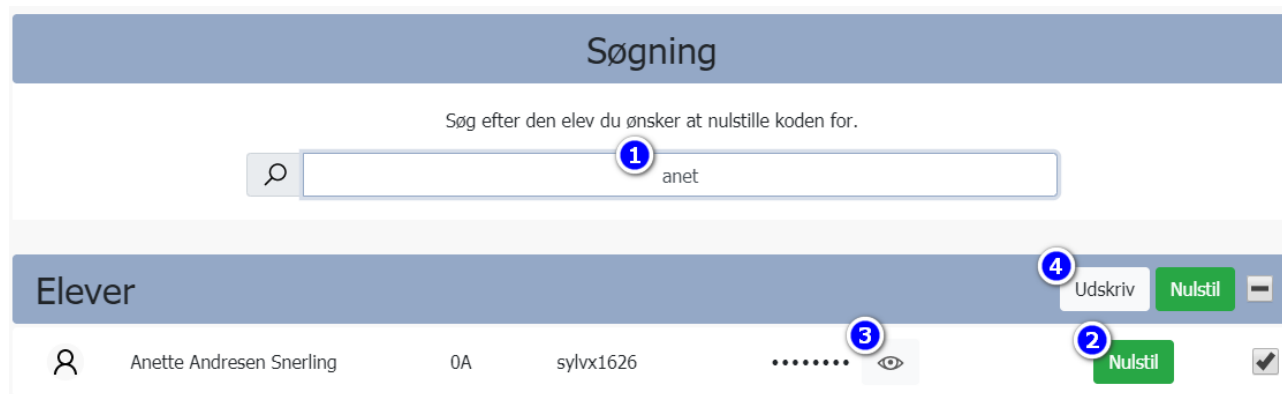 Søgning
Søg efter den elev du ønsker at nulstille koden for.
1
anet
4
Elever Udskriv Nulstil
3 2
Anette Andresen Snerling 0A sylvx1626 •••••••• Nulstil